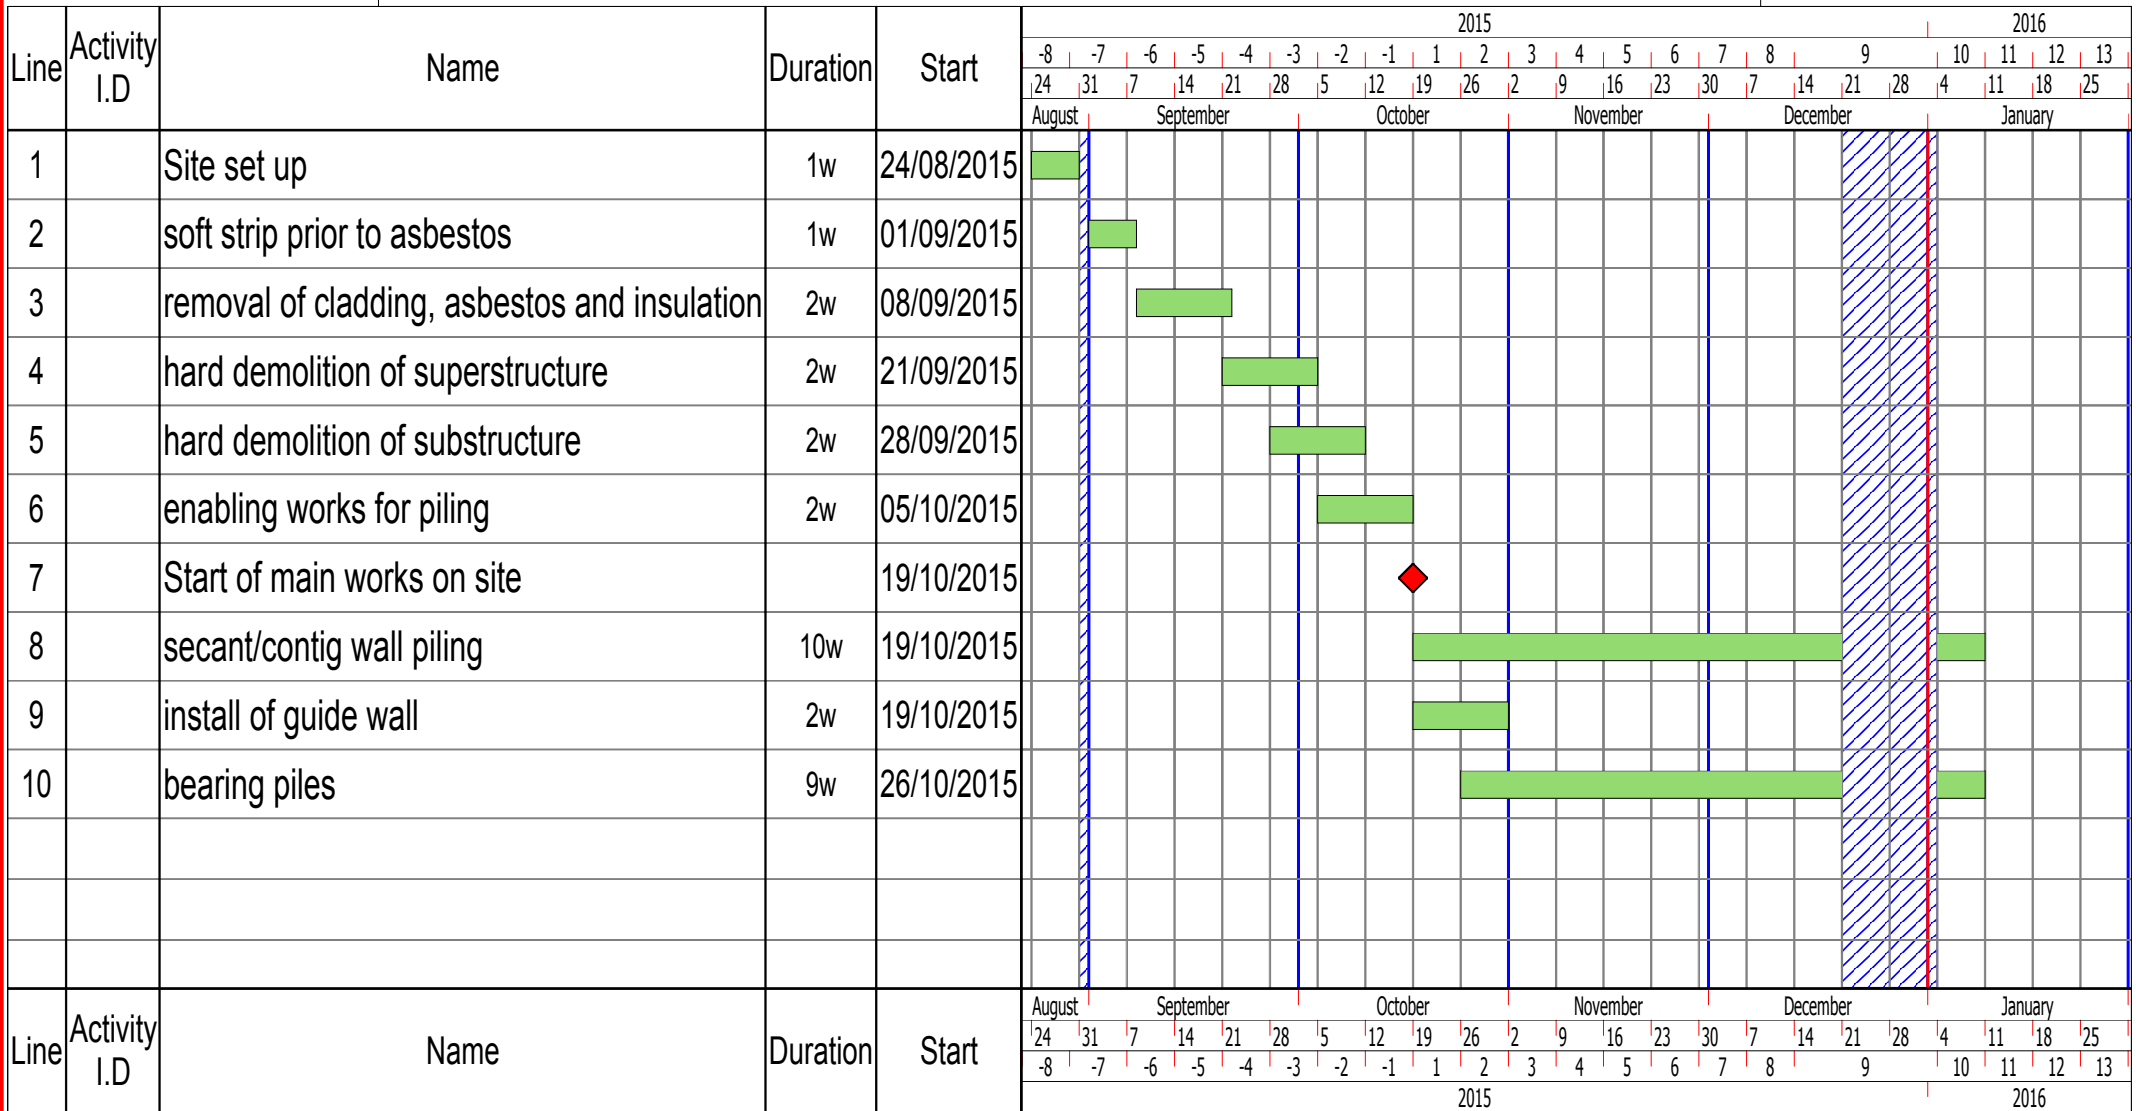 2015 2016
Line Activity I.D Name Duration Start
-8 -7 -6 -5 -4 -3 -2 -1 1 2 3 4 5 6 7 8 9 10 11 12 13
24 31 7 14 21 28 5 12 19 26 2 9 16 23 30 7 14 21 28 4 11 18 25
August September October November December January
1 Site set up 1w 24/08/2015
2 soft strip prior to asbestos 1w 01/09/2015
3 removal of cladding, asbestos and insulation 2w 08/09/2015
4 hard demolition of superstructure 2w 21/09/2015
5 hard demolition of substructure 2w 28/09/2015
6 enabling works for piling 2w 05/10/2015
7 Start of main works on site 19/10/2015
8 secant/contig wall piling 10w 19/10/2015
9 install of guide wall 2w 19/10/2015
10 bearing piles 9w 26/10/2015
August September October November December January
Line Activity I.D Name Duration Start
24 31 7 14 21 28 5 12 19 26 2 9 16 23 30 7 14 21 28 4 11 18 25
-8 -7 -6 -5 -4 -3 -2 -1 1 2 3 4 5 6 7 8 9 10 11 12 13
2015 2016